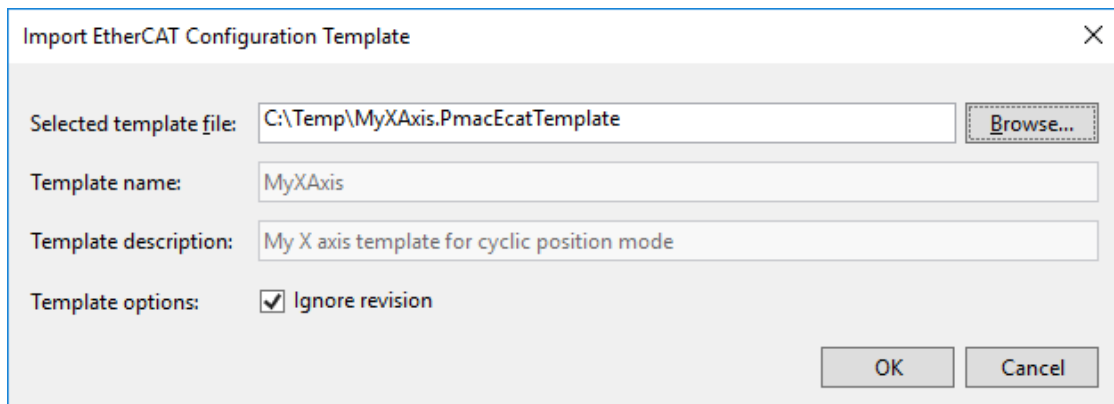 Import EtherCAT Configuration Template
Selected template file: C:\Temp\MyXAxis.PmacEcatTemplate Browse...
Template name: MyXAxis
Template description: My X axis template for cyclic position mode
Template options: Ignore revision
OK Cancel